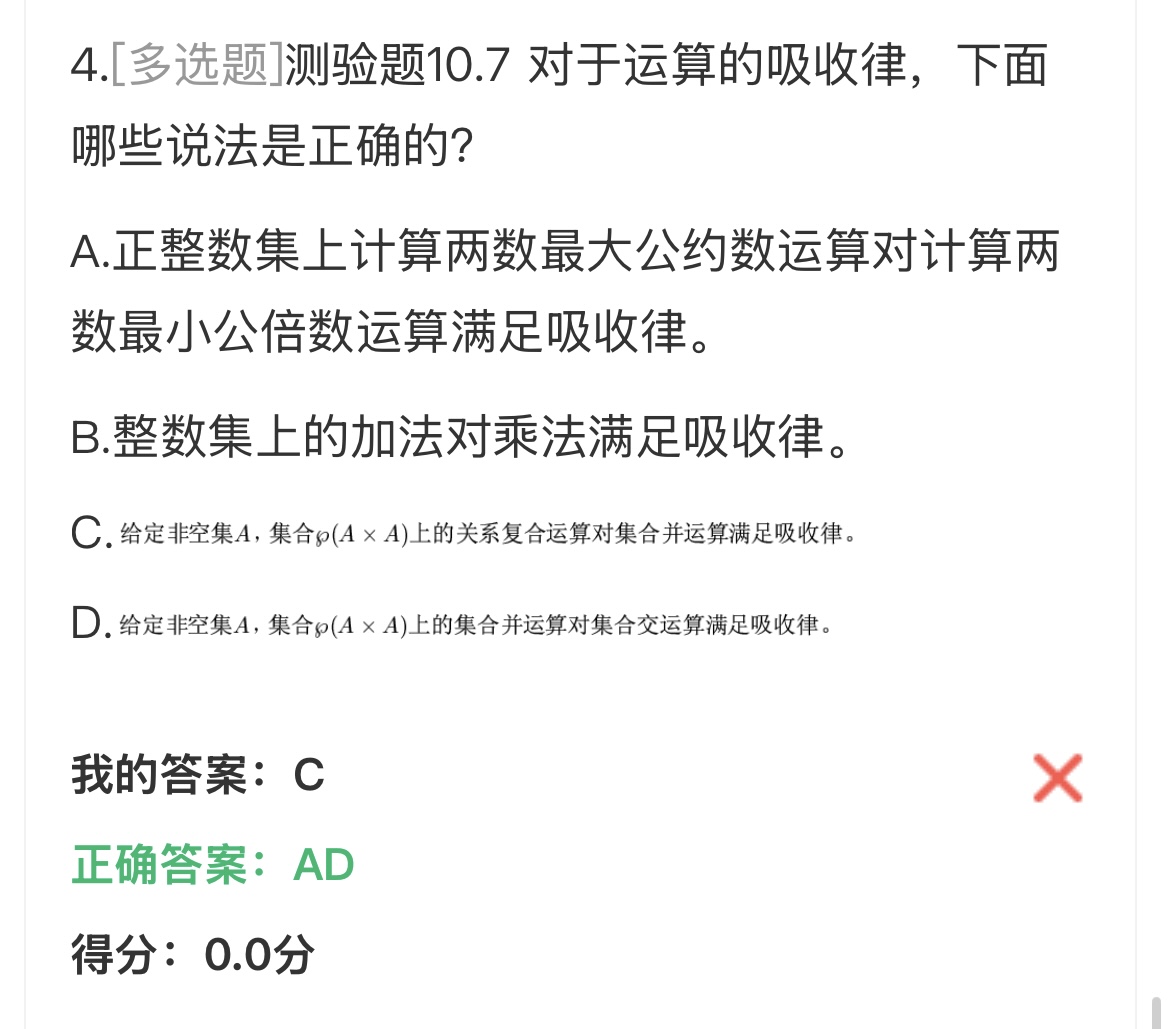 4.[多选题]测验题10.7 对于运算的吸收律，下面
哪些说法是正确的?
A.正整数集上计算两数最大公约数运算对计算两
数最小公倍数运算满足吸收律。
B.整数集上的加法对乘法满足吸收律。
C.给定非空集A，集合℘(A × A)上的关系复合运算对集合并运算满足吸收律。
D.给定非空集A，集合℘(A × A)上的集合并运算对集合交运算满足吸收律。
我的答案：C
正确答案：AD
得分：0.0分